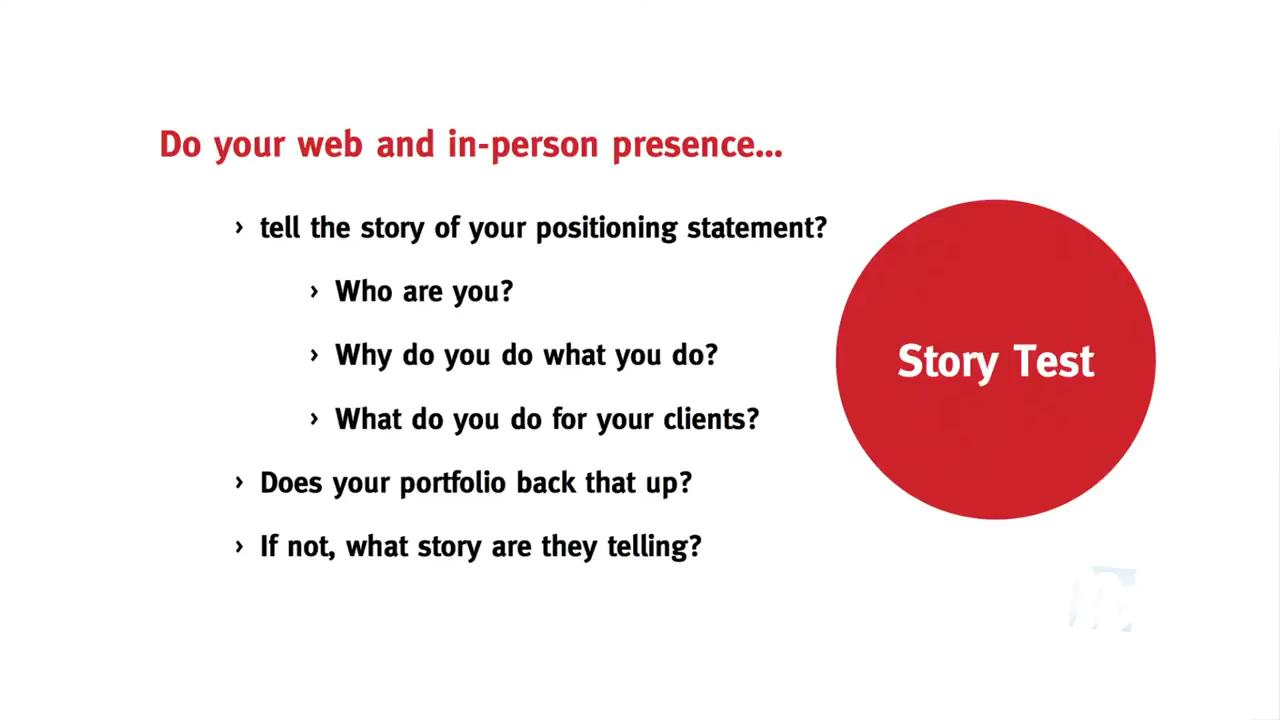 Do your web and in-person presence...
› tell the story of your positioning statement?
› Who are you?
› Why do you do what you do?
› What do you do for your clients?
› Does your portfolio back that up?
› If not, what story are they telling?
Story Test